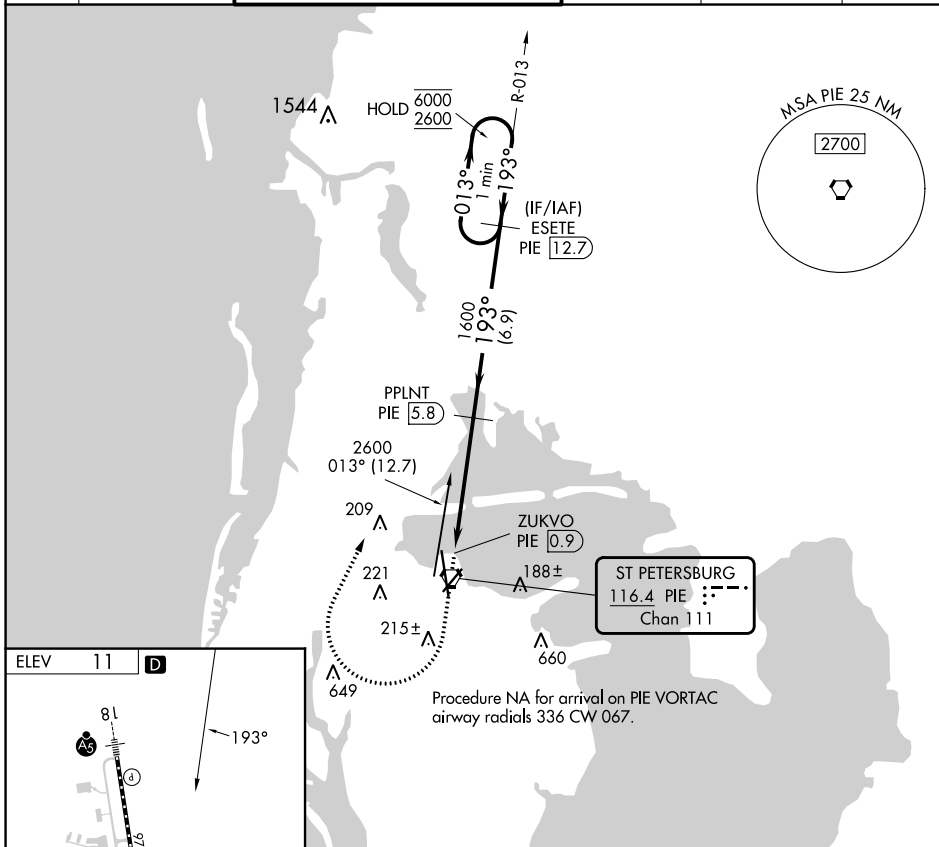 1544
HOLD 6000
2600
R-013
013°
1 min
193°
MSA PIE 25 NM
2700
(IF/IAF)
ESETE
PIE 12.7
1600
193°
(6.9)
PPLNT
PIE 5.8
2600
013° (12.7)
209
ZUKVO
PIE 0.9
221
188±
ST PETERSBURG
116.4 PIE
Chan 111
215±
660
649
Procedure NA for arrival on PIE VORTAC
airway radials 336 CW 067.
ELEV 11 D
18
A5
193°
P
97